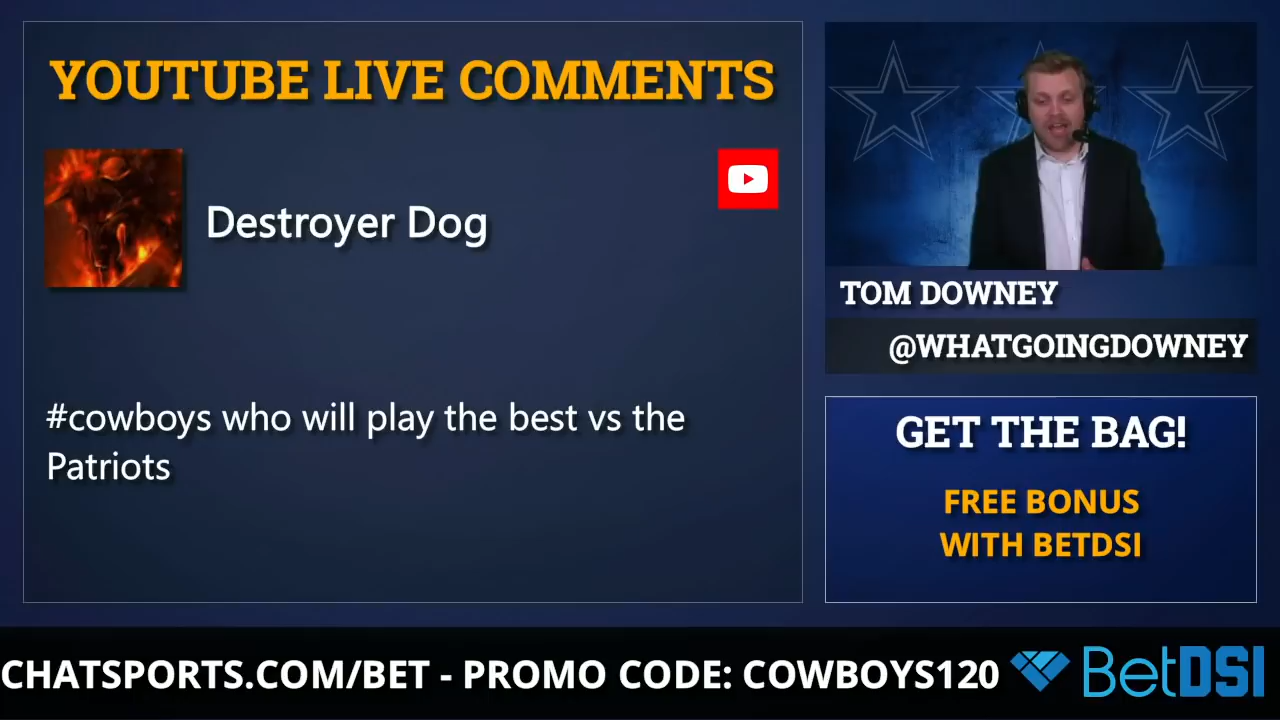 YOUTUBE LIVE COMMENTS
Destroyer Dog
#cowboys who will play the best vs the
Patriots
TOM DOWNEY
@WHATGOINGDOWNEY
GET THE BAG!
FREE BONUS
WITH BETDSI
CHATSPORTS.COM/BET - PROMO CODE: COWBOYS120
BetDSI